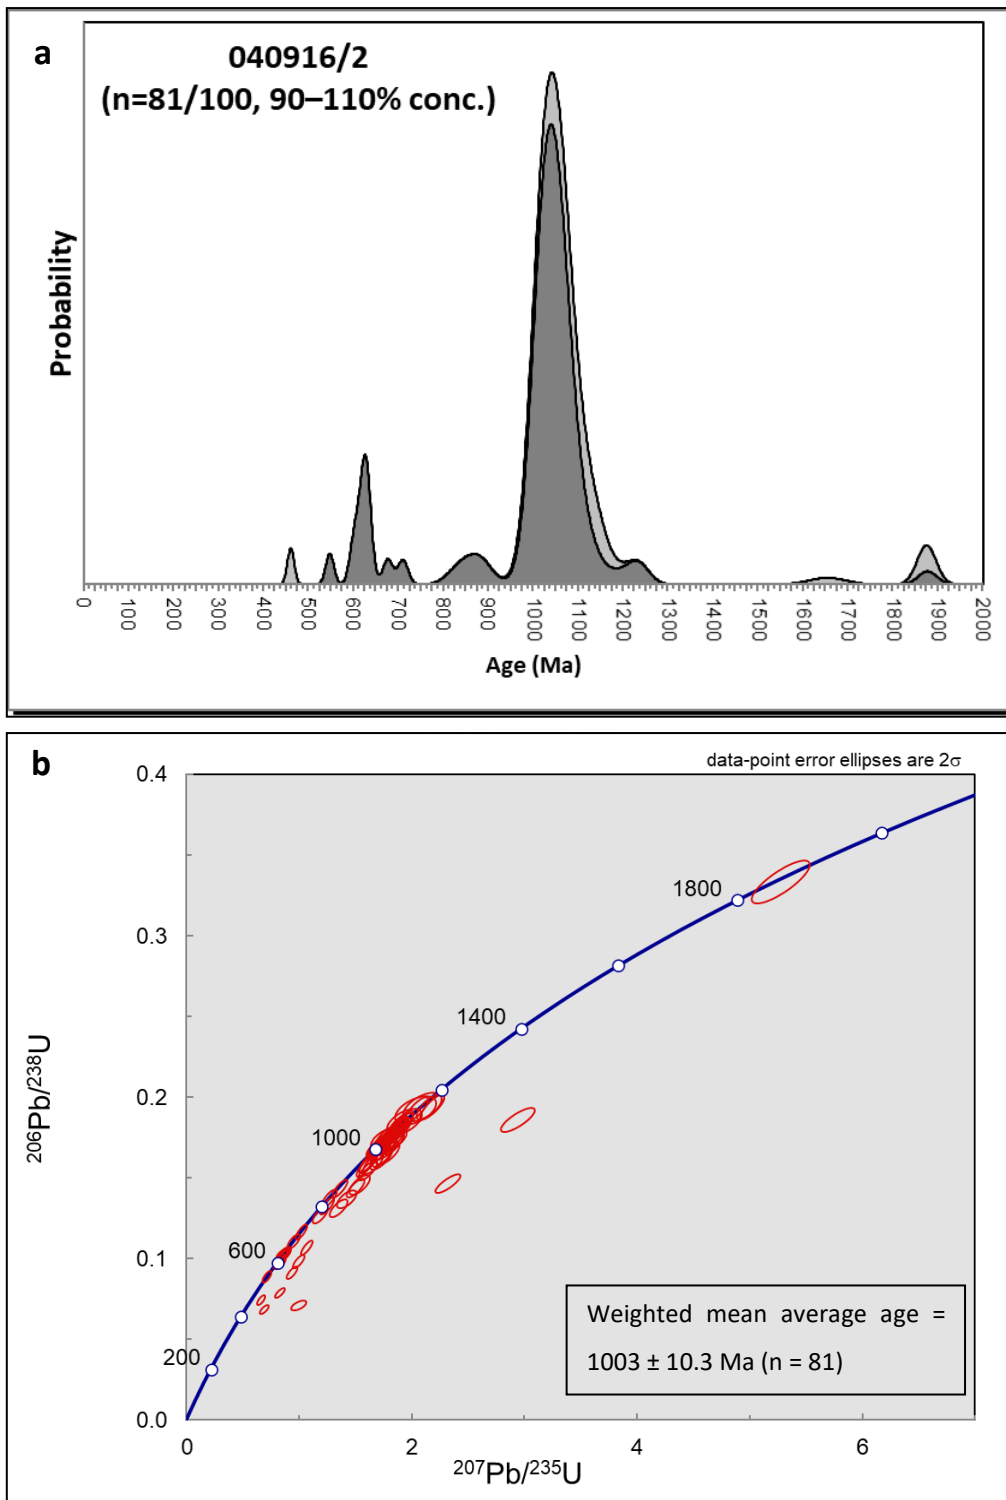 a
040916/2
(n=81/100, 90–110% conc.)
Probability
0 100 200 300 400 500 600 700 800 900 1000 1100 1200 1300 1400 1500 1600 1700 1800 1900 2000
Age (Ma)
b
data-point error ellipses are 2σ
0.4
0.3
0.2
0.1
0.0
1800
1400
1000
600
200
206Pb/238U
Weighted mean average age =
1003 ± 10.3 Ma (n = 81)
0 2 4 6
207Pb/235U